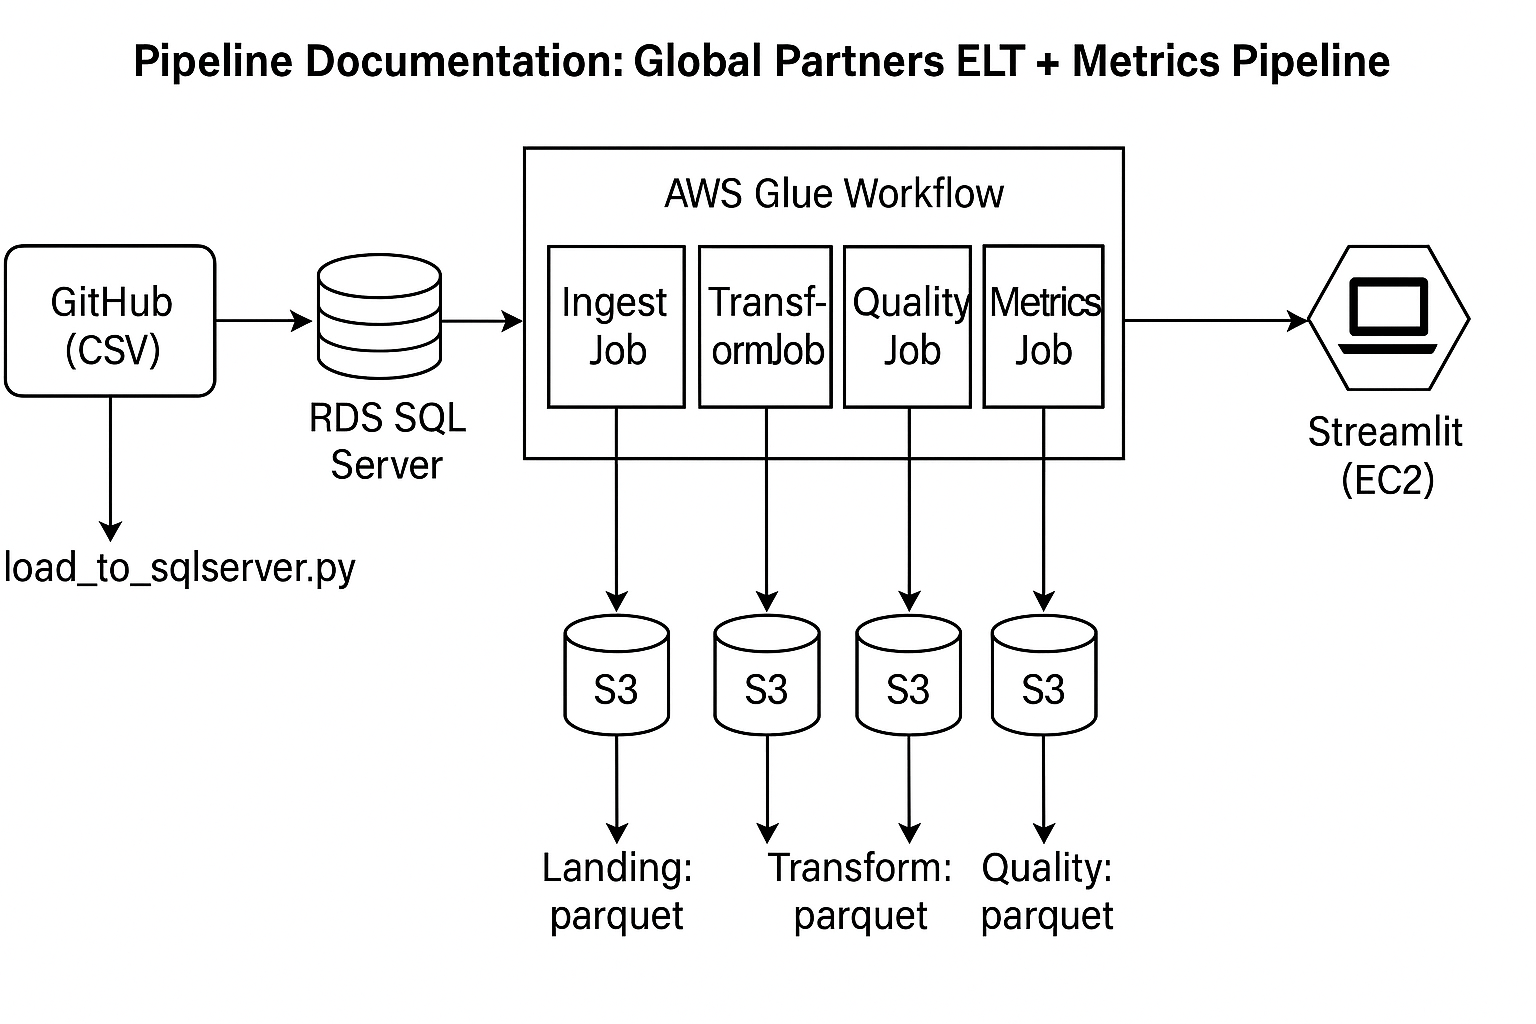 Pipeline Documentation: Global Partners ELT + Metrics Pipeline
AWS Glue Workflow
GitHub
(CSV)
RDS SQL
Server
Ingest
Job
Transf-
ormJob
Quality
Job
Metrics
Job
Streamlit
(EC2)
load_to_sqlserver.py
S3
S3
S3
S3
Landing:
parquet
Transform:
parquet
Quality:
parquet